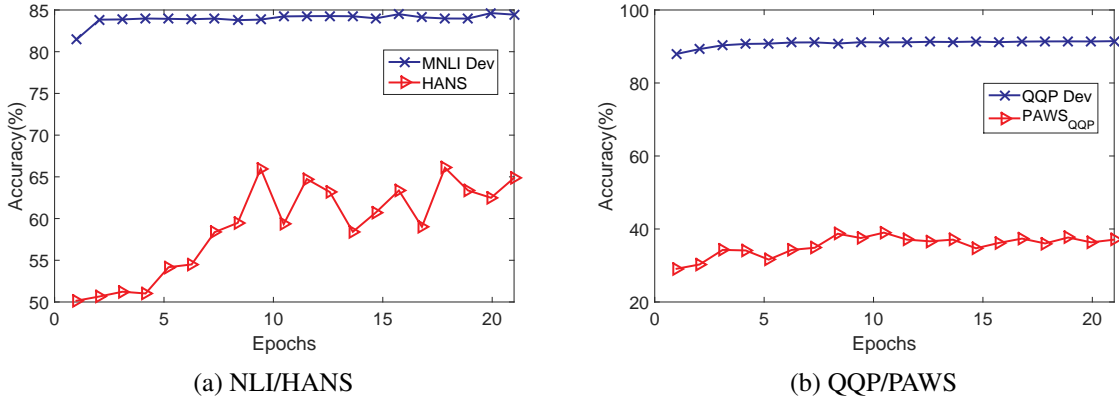 85
80
75
70
65
60
55
50
Accuracy(%)
MNLI Dev
HANS
0
5
10
15
20
Epochs
(a) NLI/HANS
100
80
60
40
20
Accuracy(%)
QQP Dev
PAWS_QQP
0
5
10
15
20
Epochs
(b) QQP/PAWS